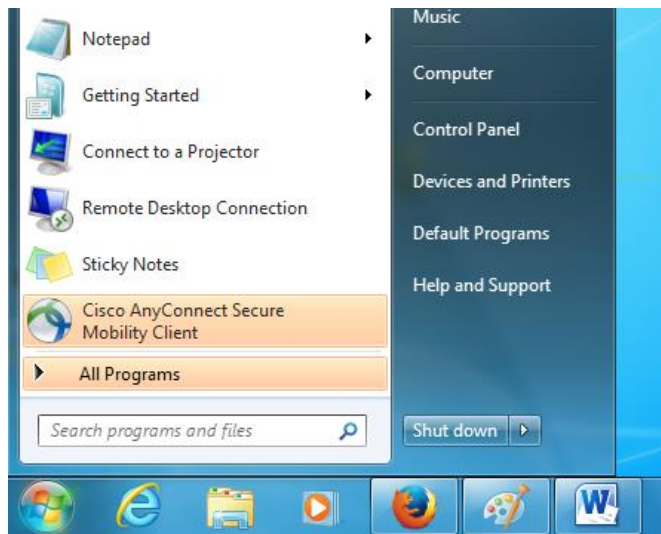 Notepad
Getting Started
Connect to a Projector
Remote Desktop Connection
Sticky Notes
Cisco AnyConnect Secure
Mobility Client
All Programs
Search programs and files
Music
Computer
Control Panel
Devices and Printers
Default Programs
Help and Support
Shut down
W